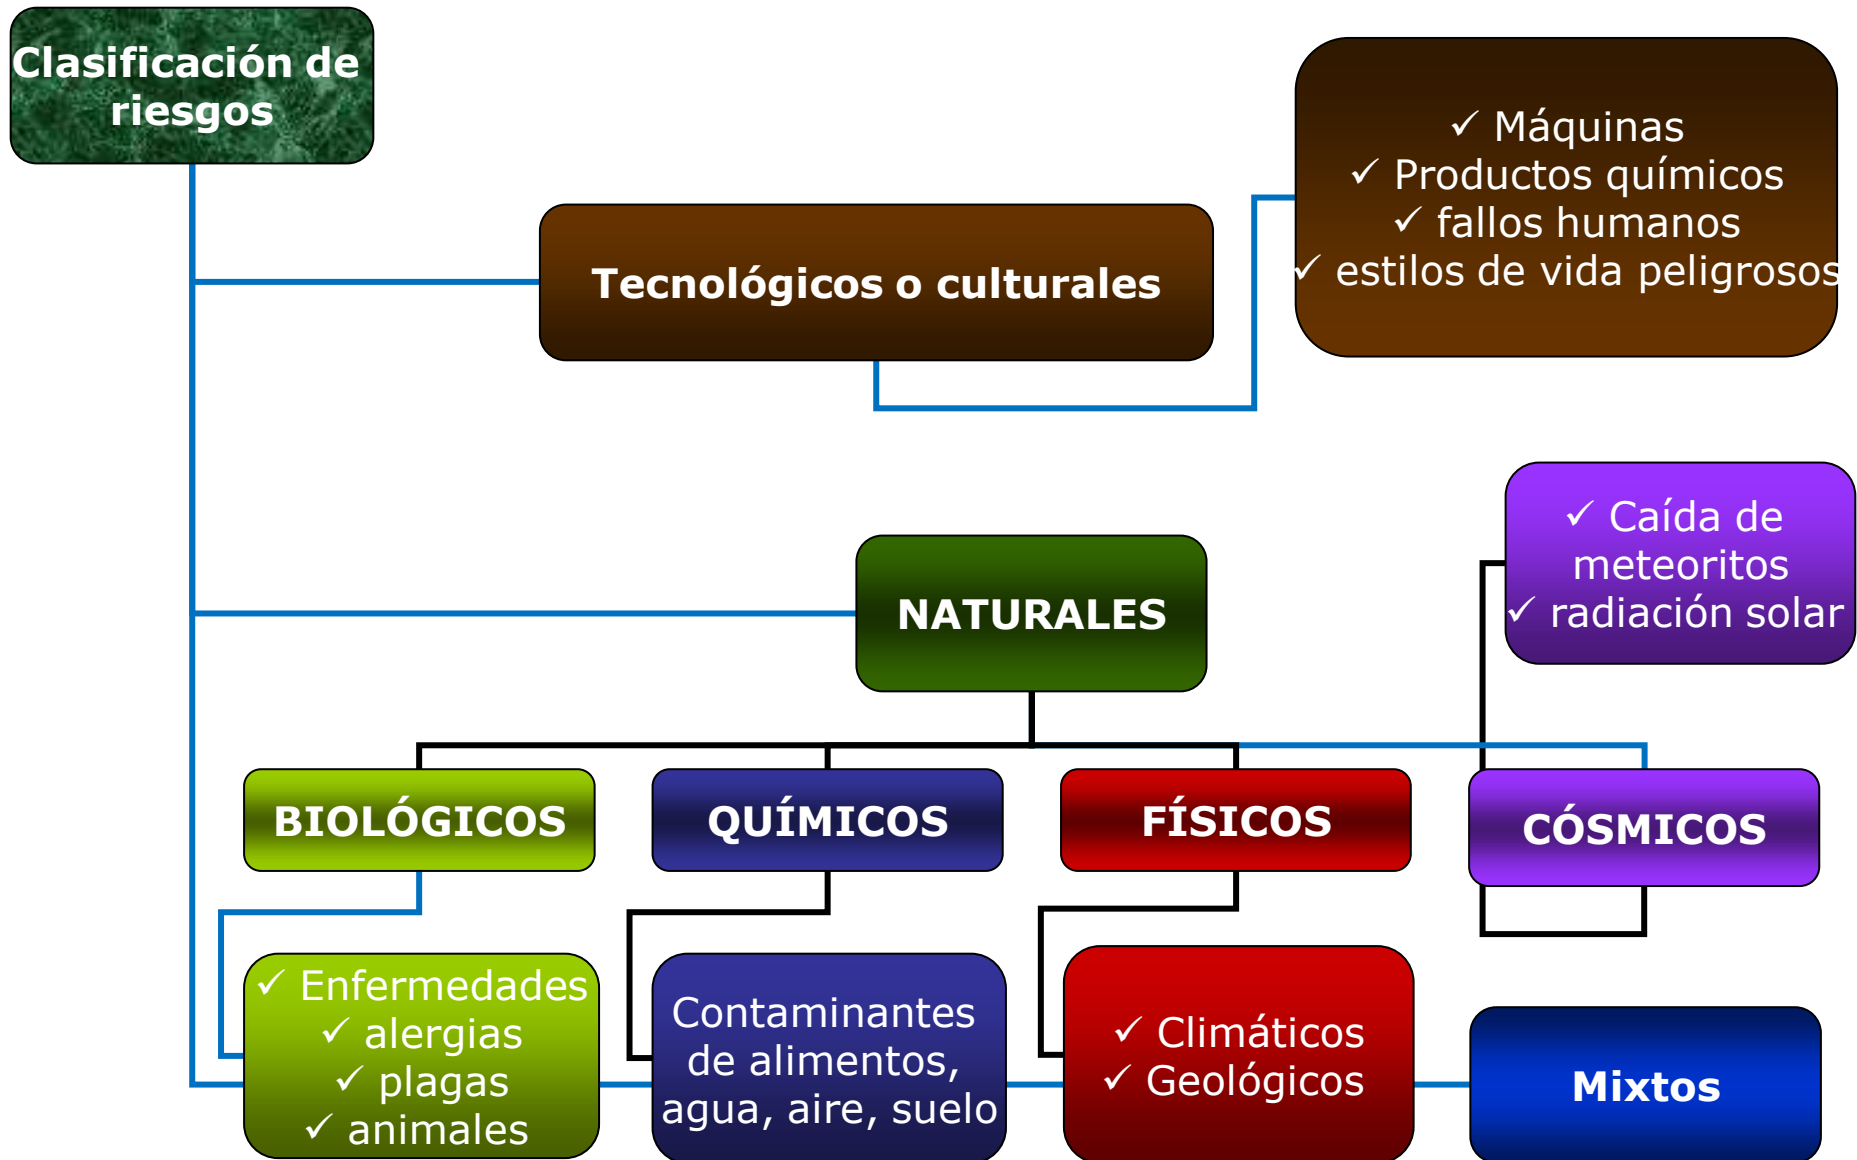 Clasificación de
riesgos
Tecnológicos o culturales
✓ Máquinas
✓ Productos químicos
✓ fallos humanos
✓ estilos de vida peligrosos
NATURALES
✓ Caída de
meteoritos
✓ radiación solar
BIOLÓGICOS
QUÍMICOS
FÍSICOS
CÓSMICOS
✓ Enfermedades
✓ alergias
✓ plagas
✓ animales
Contaminantes
de alimentos,
agua, aire, suelo
✓ Climáticos
✓ Geológicos
Mixtos